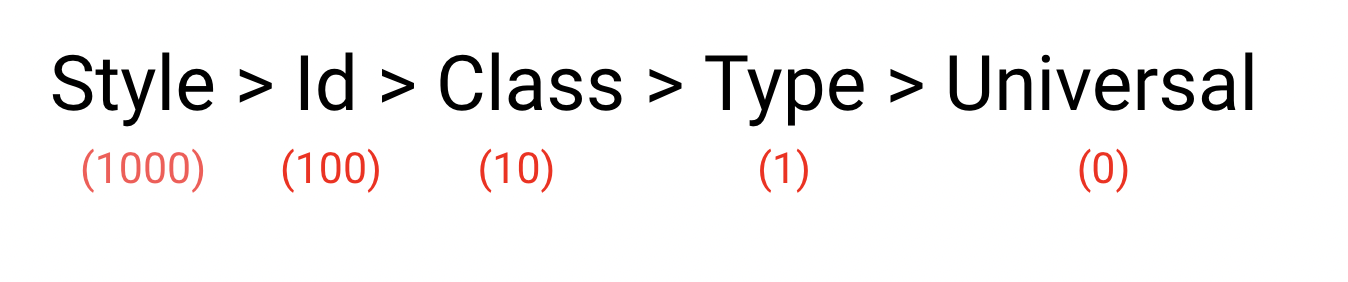 Style > Id > Class > Type > Universal
(1000) (100) (10) (1) (0)